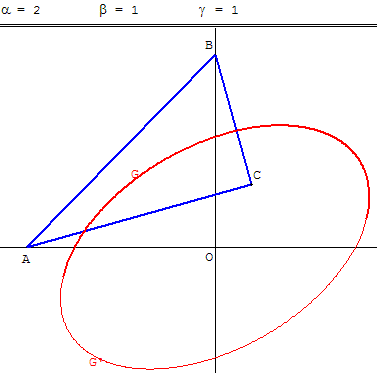 α = 2 β = 1 γ = 1
B
G
C
A
O
G'